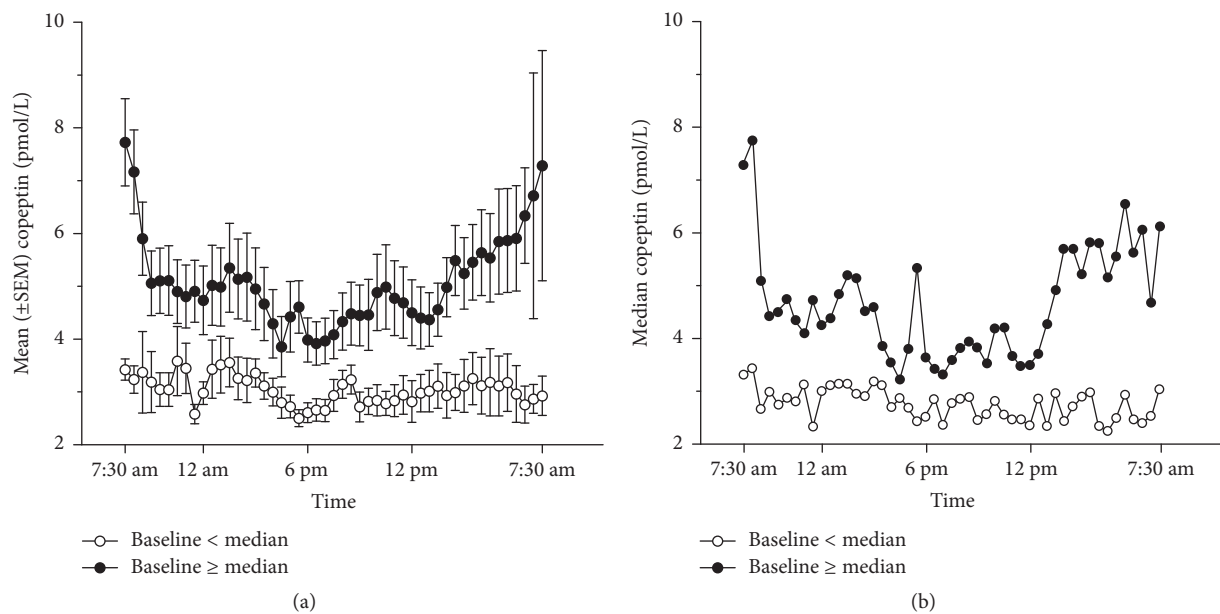 10
8
6
4
2
Mean (±SEM) copeptin (pmol/L)
7:30 am 12 am 6 pm 12 pm 7:30 am
Time
Baseline < median
Baseline ≥ median
(a)
10
8
6
4
2
Median copeptin (pmol/L)
7:30 am 12 am 6 pm 12 pm 7:30 am
Time
Baseline < median
Baseline ≥ median
(b)